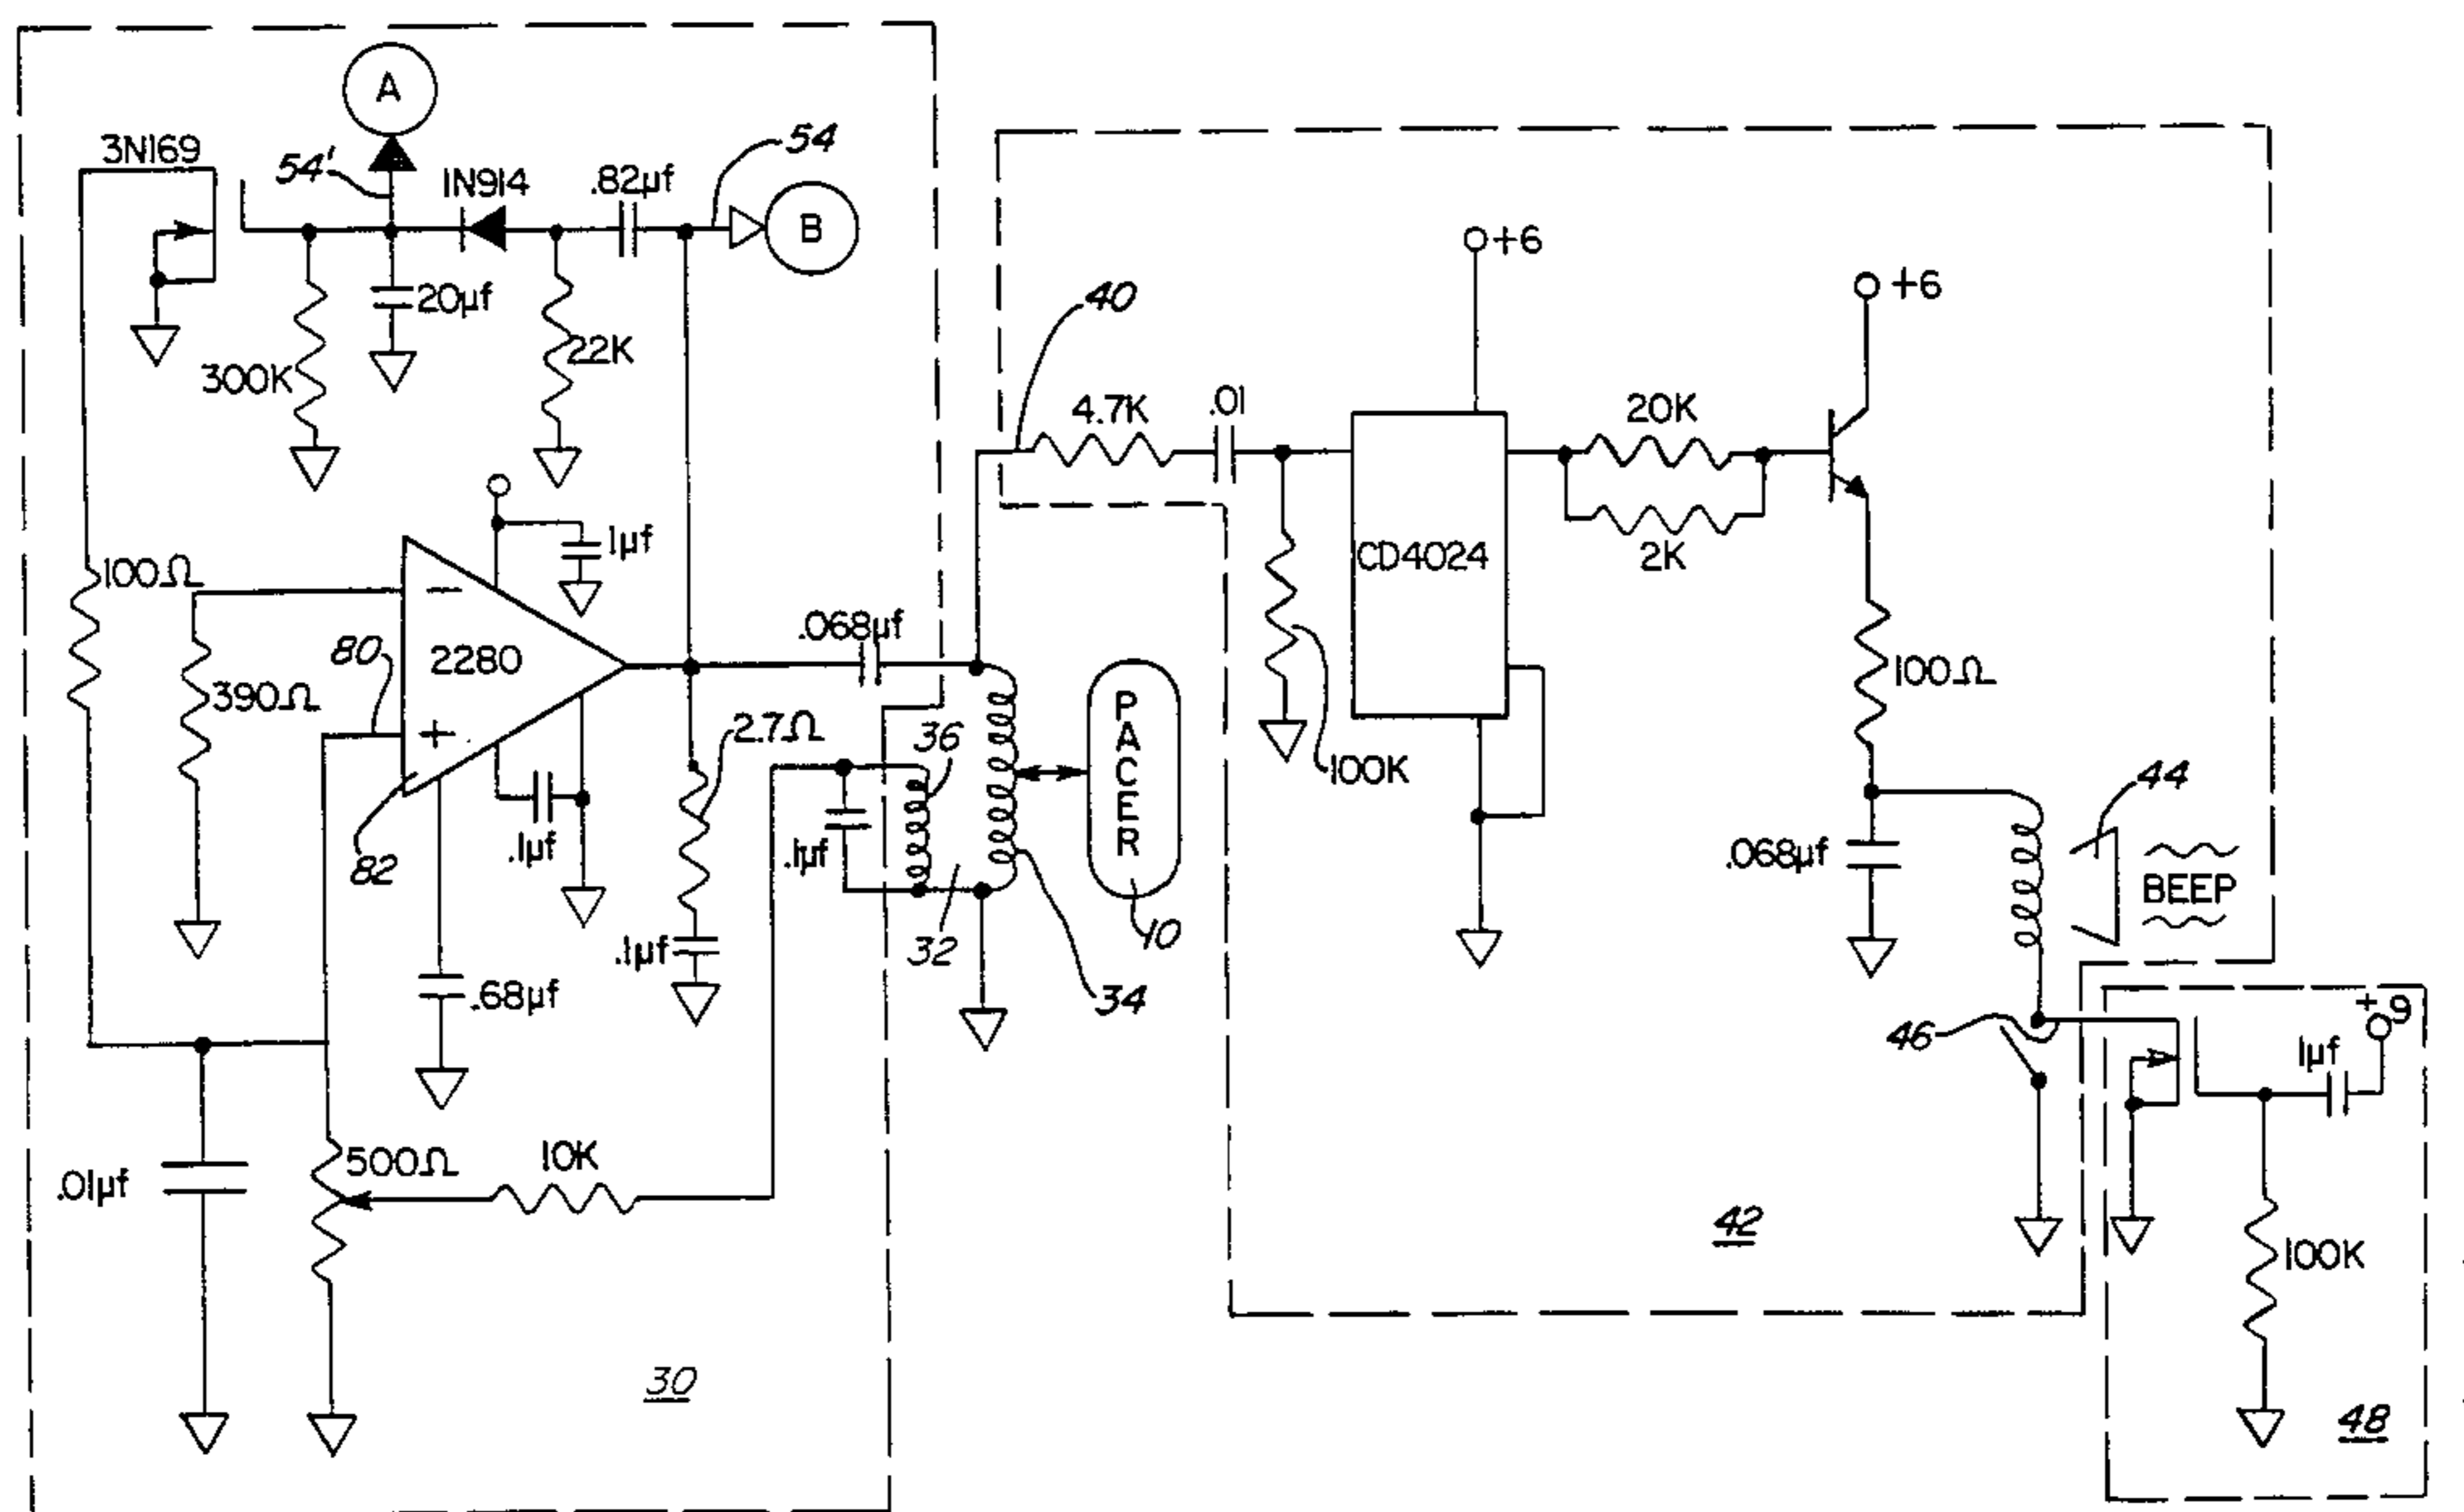 A
3N169
54'
1N914
.82µf
54
B
20µf
300K
22K
+6
+6
40
4.7K
.01
20K
2K
CD4024
100Ω
1µf
−
2280
+
80
82
390Ω
.068µf
36
2.7Ω
.1µf
.1µf
.1µf
32
34
PACER
10
100K
100Ω
44
.068µf
BEEP
.68µf
46
+9
1µf
.01µf
500Ω
10K
42
100K
30
48